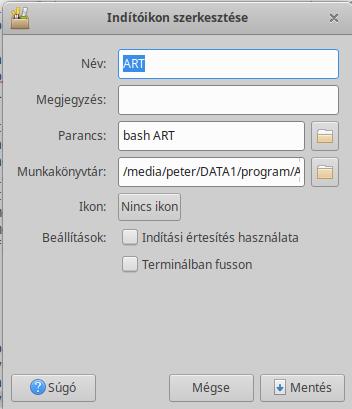 Indítóikon szerkesztése
Név: ART
Megjegyzés:
Parancs: bash ART
Munkakönyvtár: /media/peter/DATA1/program/A
Ikon: Nincs ikon
Beállítások: Indítási értesítés használata
Terminálban fusson
Súgó Mégse Mentés